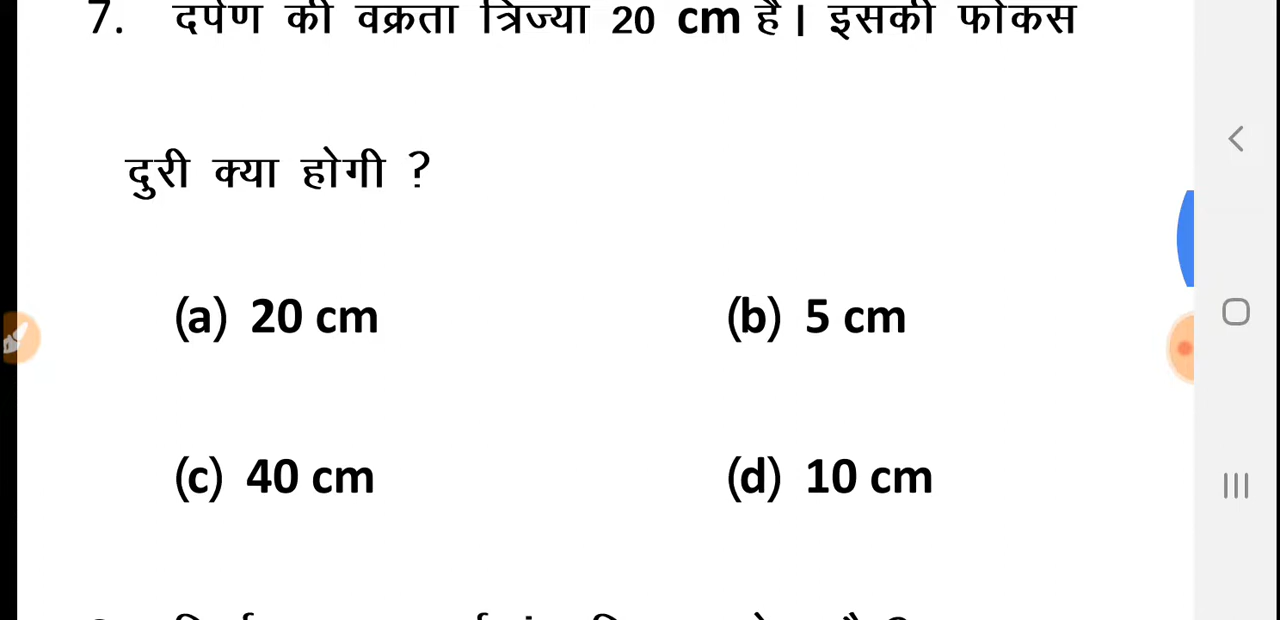 7. दर्पण की वक्रता त्रिज्या 20 cm है। इसकी फोकस
दुरी क्या होगी ?
(a) 20 cm (b) 5 cm
(c) 40 cm (d) 10 cm